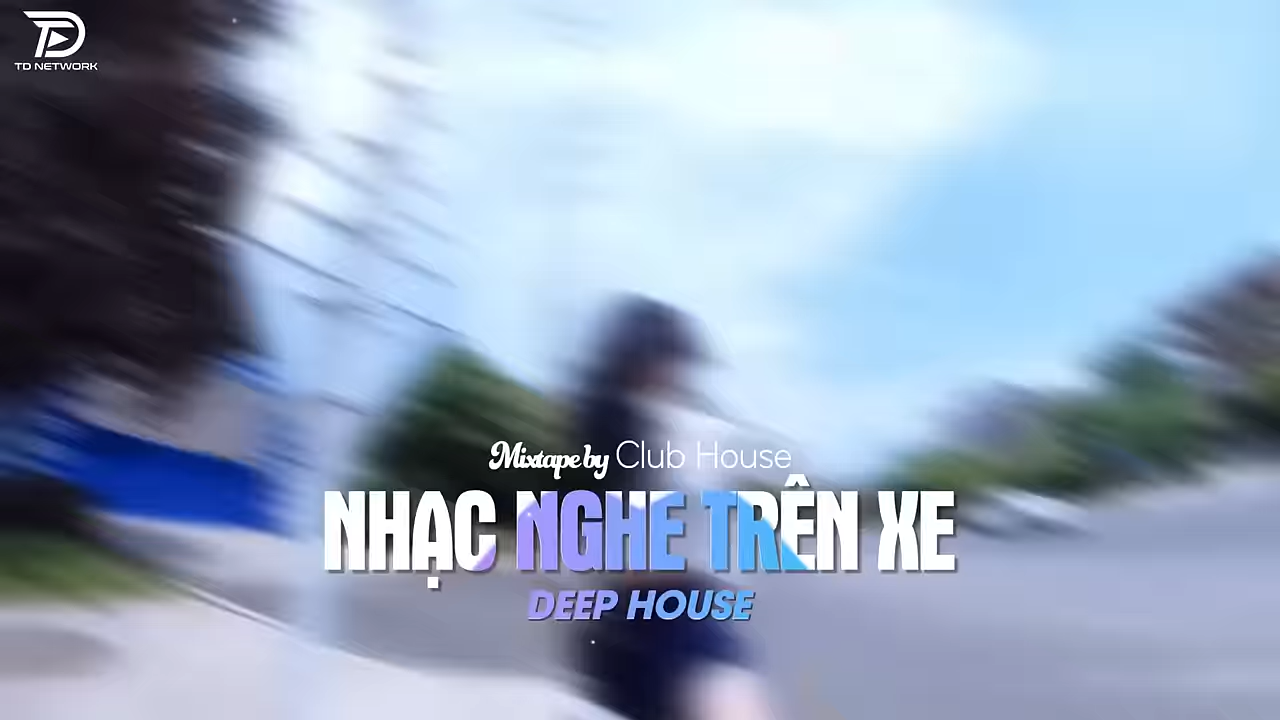 TD NETWORK
Mixtape by Club House
NHẠC NGHE TRÊN XE
DEEP HOUSE